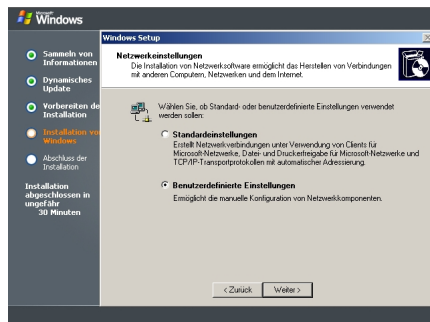 Microsoft
Windows
Windows Setup
Sammeln von
Informationen
Dynamisches
Update
Vorbereiten de
Installation
Installation vo
Windows
Abschluss der
Installation
Installation
abgeschlossen in
ungefähr
30 Minuten
Netzwerkeinstellungen
Die Installation von Netzwerksoftware ermöglicht das Herstellen von Verbindungen
mit anderen Computern, Netzwerken und dem Internet.
Wählen Sie, ob Standard- oder benutzerdefinierte Einstellungen verwendet
werden sollen:
Standardeinstellungen
Erstellt Netzwerkverbindungen unter Verwendung von Clients für
Microsoft-Netzwerke, Datei- und Druckerfreigabe für Microsoft-Netzwerke und
TCP/IP-Transportprotokollen mit automatischer Adressierung.
Benutzerdefinierte Einstellungen
Ermöglicht die manuelle Konfiguration von Netzwerkkomponenten.
< Zurück
Weiter >